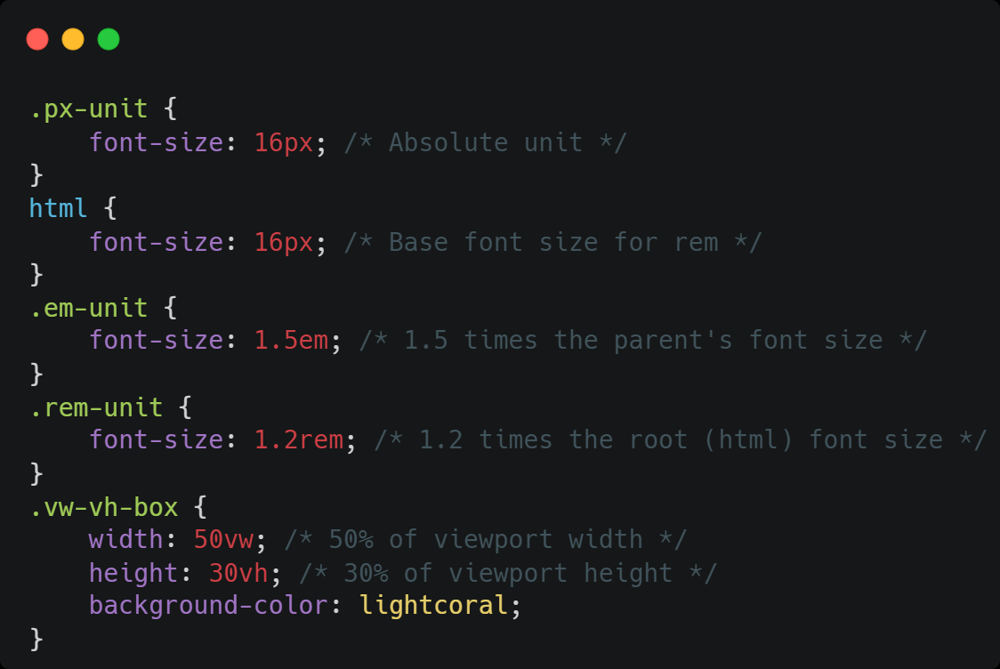 .px-unit {
    font-size: 16px; /* Absolute unit */
}
html {
    font-size: 16px; /* Base font size for rem */
}
.em-unit {
    font-size: 1.5em; /* 1.5 times the parent's font size */
}
.rem-unit {
    font-size: 1.2rem; /* 1.2 times the root (html) font size */
}
.vw-vh-box {
    width: 50vw; /* 50% of viewport width */
    height: 30vh; /* 30% of viewport height */
    background-color: lightcoral;
}